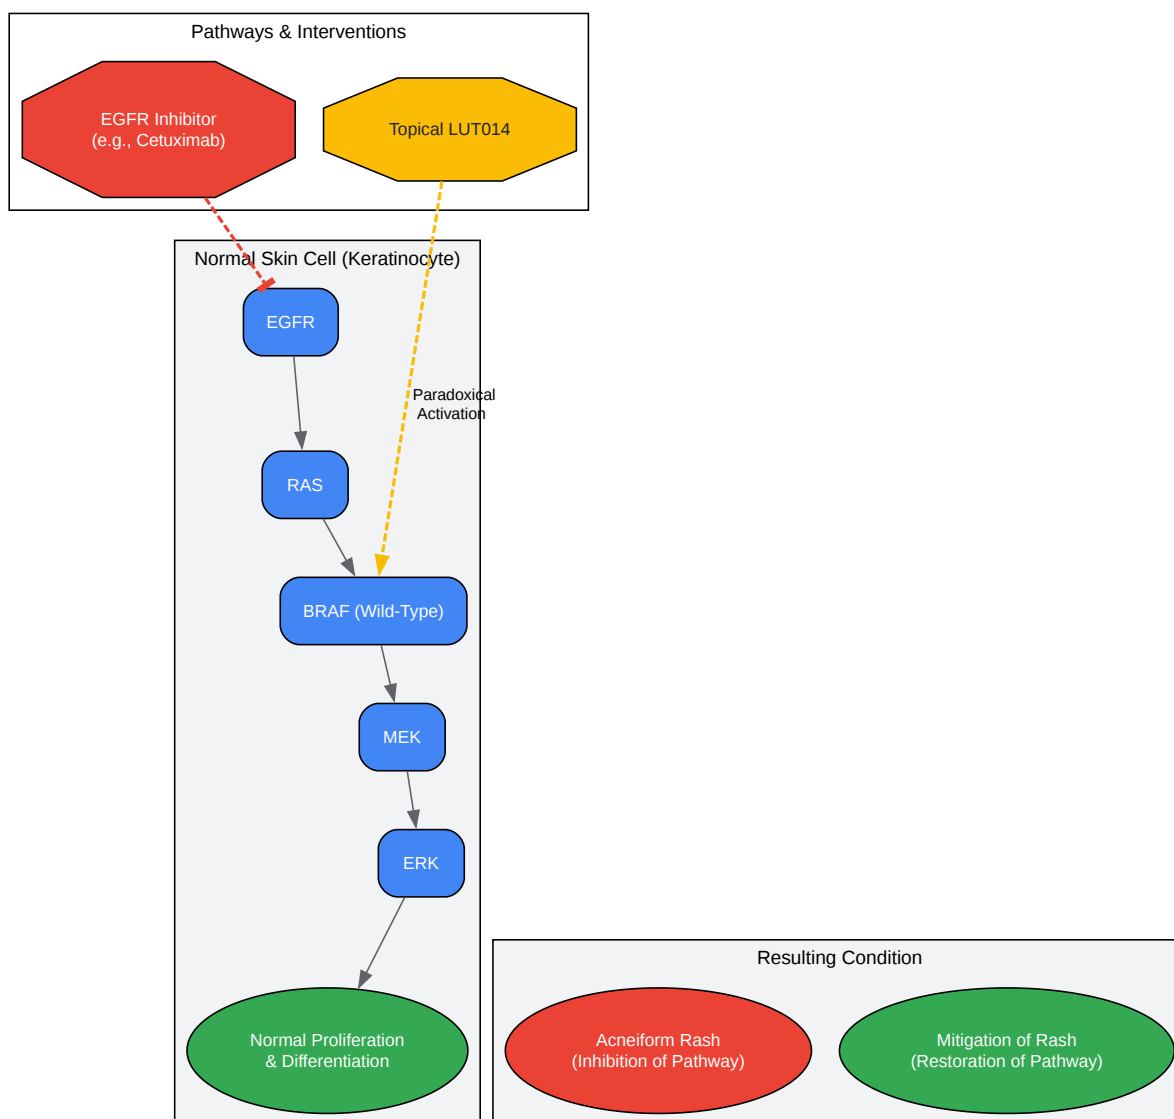 Pathways & Interventions
EGFR Inhibitor
(e.g., Cetuximab)
Topical LUT014
Normal Skin Cell (Keratinocyte)
EGFR
Paradoxical
Activation
RAS
BRAF (Wild-Type)
MEK
ERK
Normal Proliferation
& Differentiation
Resulting Condition
Acneiform Rash
(Inhibition of Pathway)
Mitigation of Rash
(Restoration of Pathway)